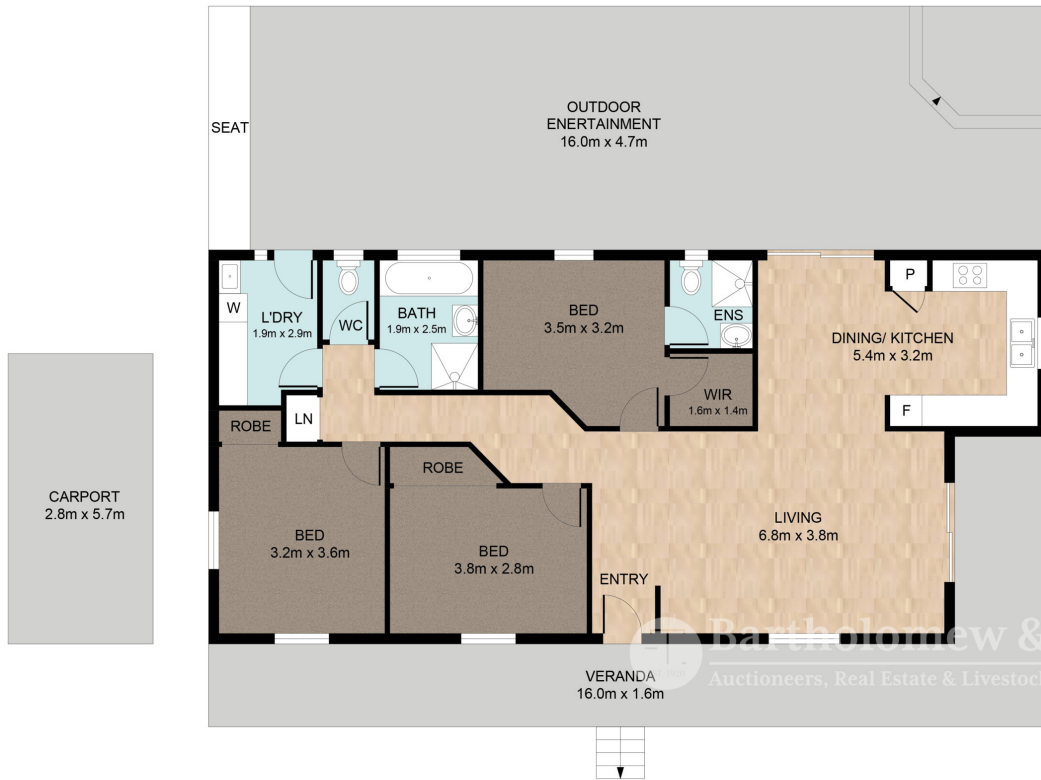 SEAT
OUTDOOR
ENERTAINMENT
16.0m x 4.7m
W
L'DRY
1.9m x 2.9m
WC
BATH
1.9m x 2.5m
BED
3.5m x 3.2m
ENS
WIR
1.6m x 1.4m
P
DINING/ KITCHEN
5.4m x 3.2m
F
LN
ROBE
ROBE
CARPORT
2.8m x 5.7m
BED
3.2m x 3.6m
BED
3.8m x 2.8m
LIVING
6.8m x 3.8m
ENTRY
VERANDA
16.0m x 1.6m
Bartholomew &
Auctioneers, Real Estate & Livestock